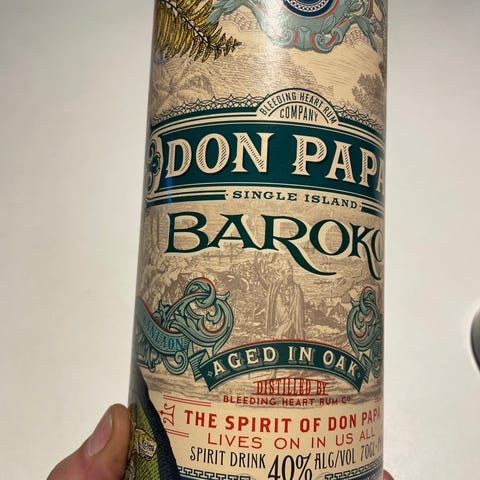 BLEEDING HEART RUM
COMPANY
DON PAPA
SINGLE ISLAND
BAROKO
AGED IN OAK
DISTILLED BY
BLEEDING HEART RUM Co
THE SPIRIT OF DON PAPA
LIVES ON IN US ALL
SPIRIT DRINK 40% ALG/VOL 70CL